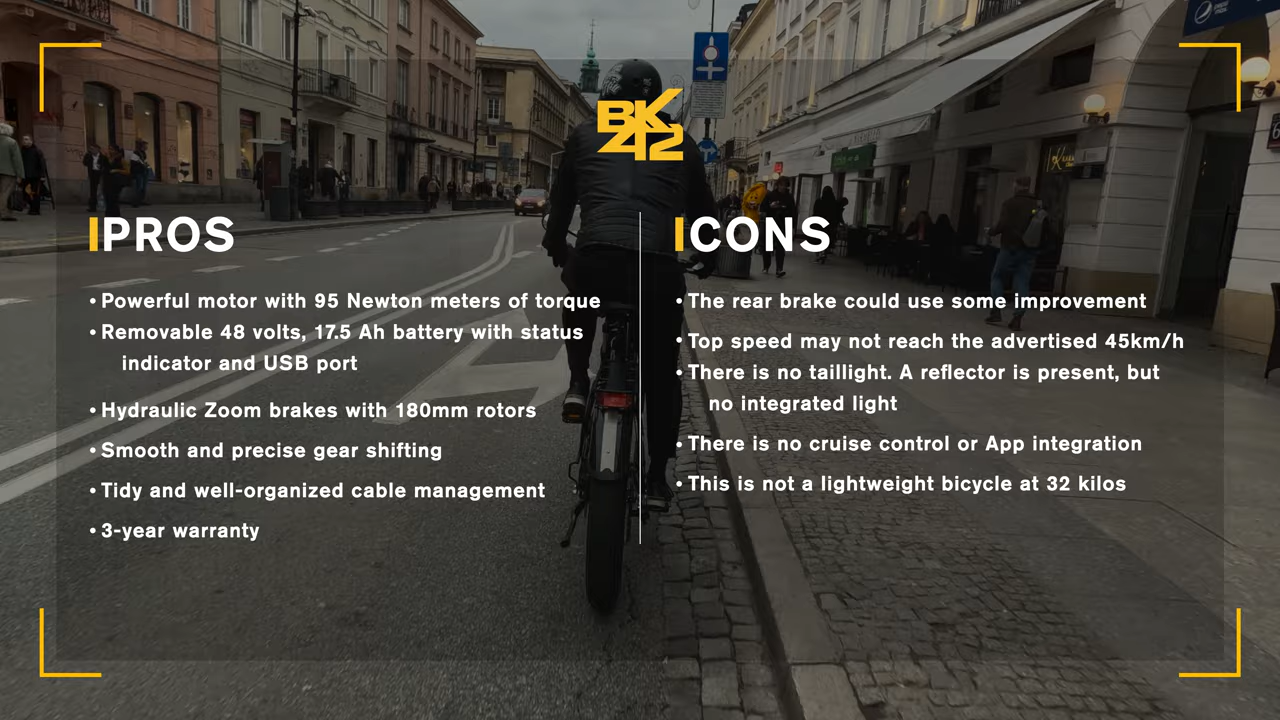 BK
42
PROS
• Powerful motor with 95 Newton meters of torque
• Removable 48 volts, 17.5 Ah battery with status
indicator and USB port
• Hydraulic Zoom brakes with 180mm rotors
• Smooth and precise gear shifting
• Tidy and well-organized cable management
• 3-year warranty
CONS
• The rear brake could use some improvement
• Top speed may not reach the advertised 45km/h
• There is no taillight. A reflector is present, but
no integrated light
• There is no cruise control or App integration
• This is not a lightweight bicycle at 32 kilos